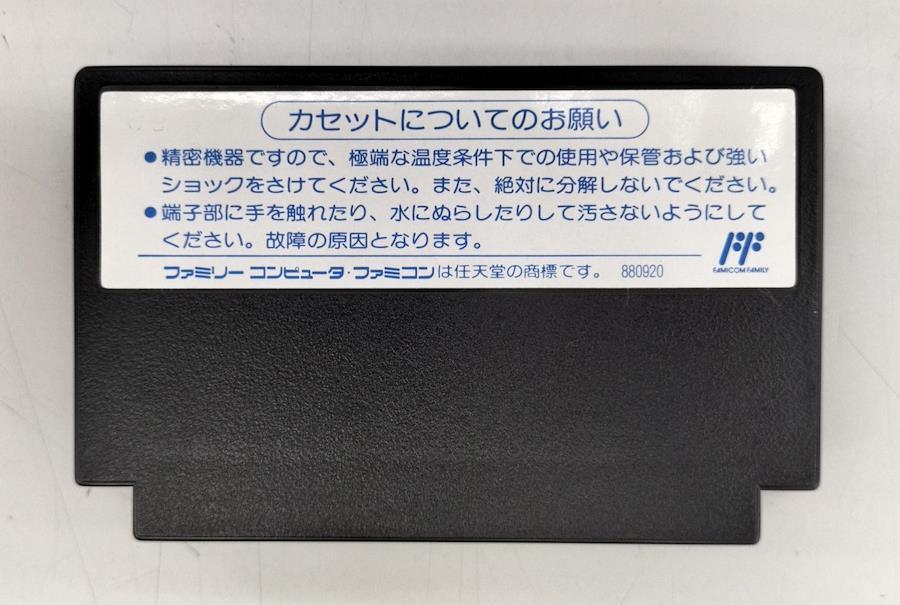 カセットについてのお願い
●精密機器ですので、極端な温度条件下での使用や保管および強い
ショックをさけてください。また、絶対に分解しないでください。
●端子部に手を触れたり、水にぬらしたりして汚さないようにして
ください。故障の原因となります。
FAMICOM FAMILY
ファミリー コンピュータ・ファミコンは任天堂の商標です。 880920